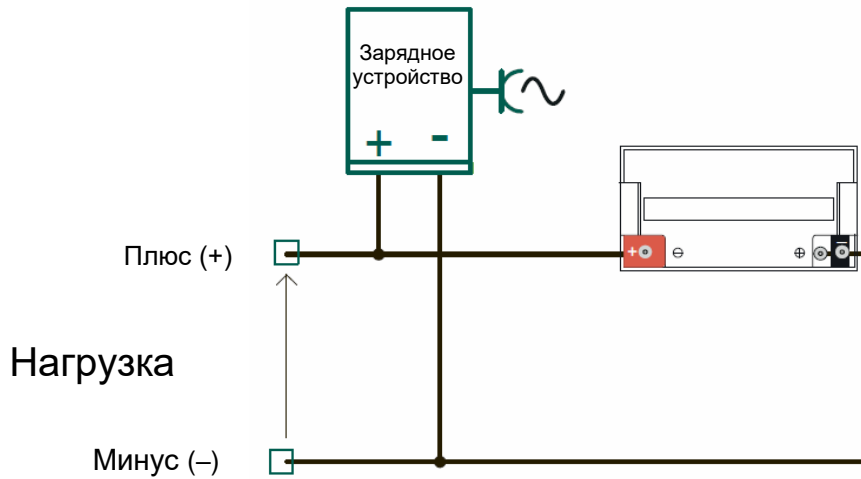 Зарядное
устройство
+ -
Плюс (+)
+ ⊖ ⊕ –
Нагрузка
Минус (–)